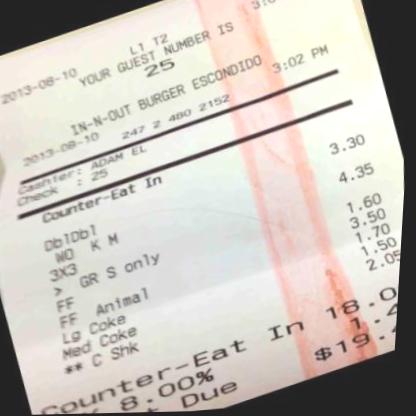 L1 T2
2013-08-10 YOUR GUEST NUMBER IS
25
IN-N-OUT BURGER ESCONDIDO
2013-08-10 247 2 480 2152 3:02 PM
Cashier: ADAM EL
Check : 25
Counter-Eat In
DblDbl 3.30
WO K M
3X3 4.35
> GR S only
FF 1.60
FF Animal 3.50
Lg Coke 1.70
Med Coke 1.50
** C Shk 2.05
Counter-Eat In 18.0
8.00% 1.4
Due $19.4